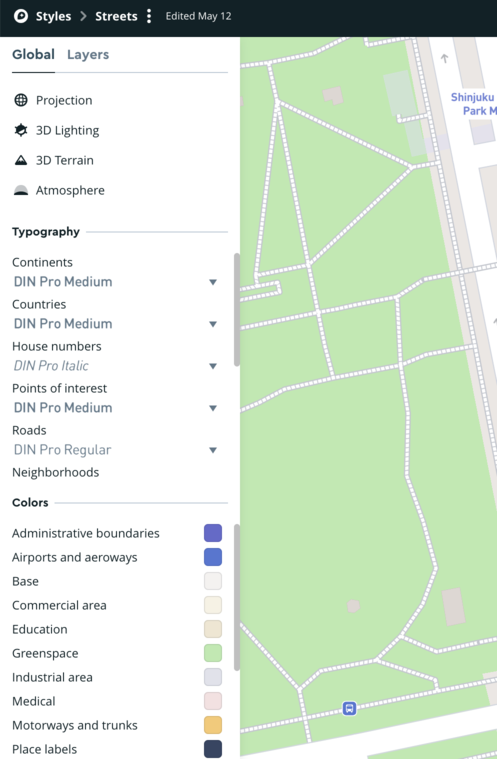 Styles > Streets Edited May 12
Global Layers
Projection
3D Lighting
3D Terrain
Atmosphere
Typography
Continents
DIN Pro Medium
Countries
DIN Pro Medium
House numbers
DIN Pro Italic
Points of interest
DIN Pro Medium
Roads
DIN Pro Regular
Neighborhoods
Colors
Administrative boundaries
Airports and aeroways
Base
Commercial area
Education
Greenspace
Industrial area
Medical
Motorways and trunks
Place labels
Shinjuku
Park M